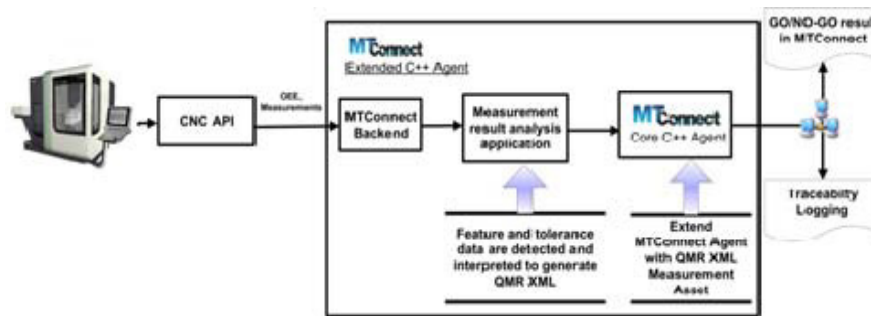 MTConnect
Extended C++ Agent
CNC API
OEE,
Measurements
MTConnect
Backend
Measurement
result analysis
application
MTConnect
Core C++ Agent
GO/NO-GO result
in MTConnect
Traceability
Logging
Feature and tolerance
data are detected and
interpreted to generate
QMR XML
Extend
MTConnect Agent
with QMR XML
Measurement
Asset